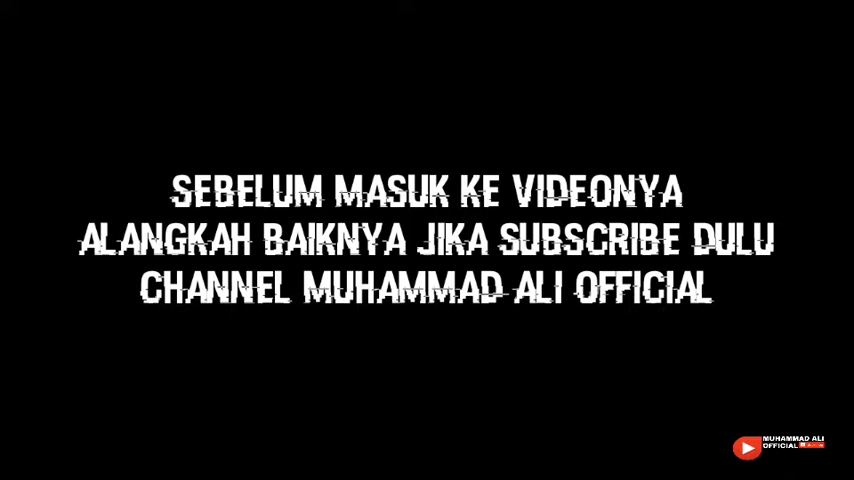 SEBELUM MASUK KE VIDEONYA
ALANGKAH BAIKNYA JIKA SUBSCRIBE DULU
CHANNEL MUHAMMAD ALI OFFICIAL
MUHAMMAD ALI
OFFICIAL